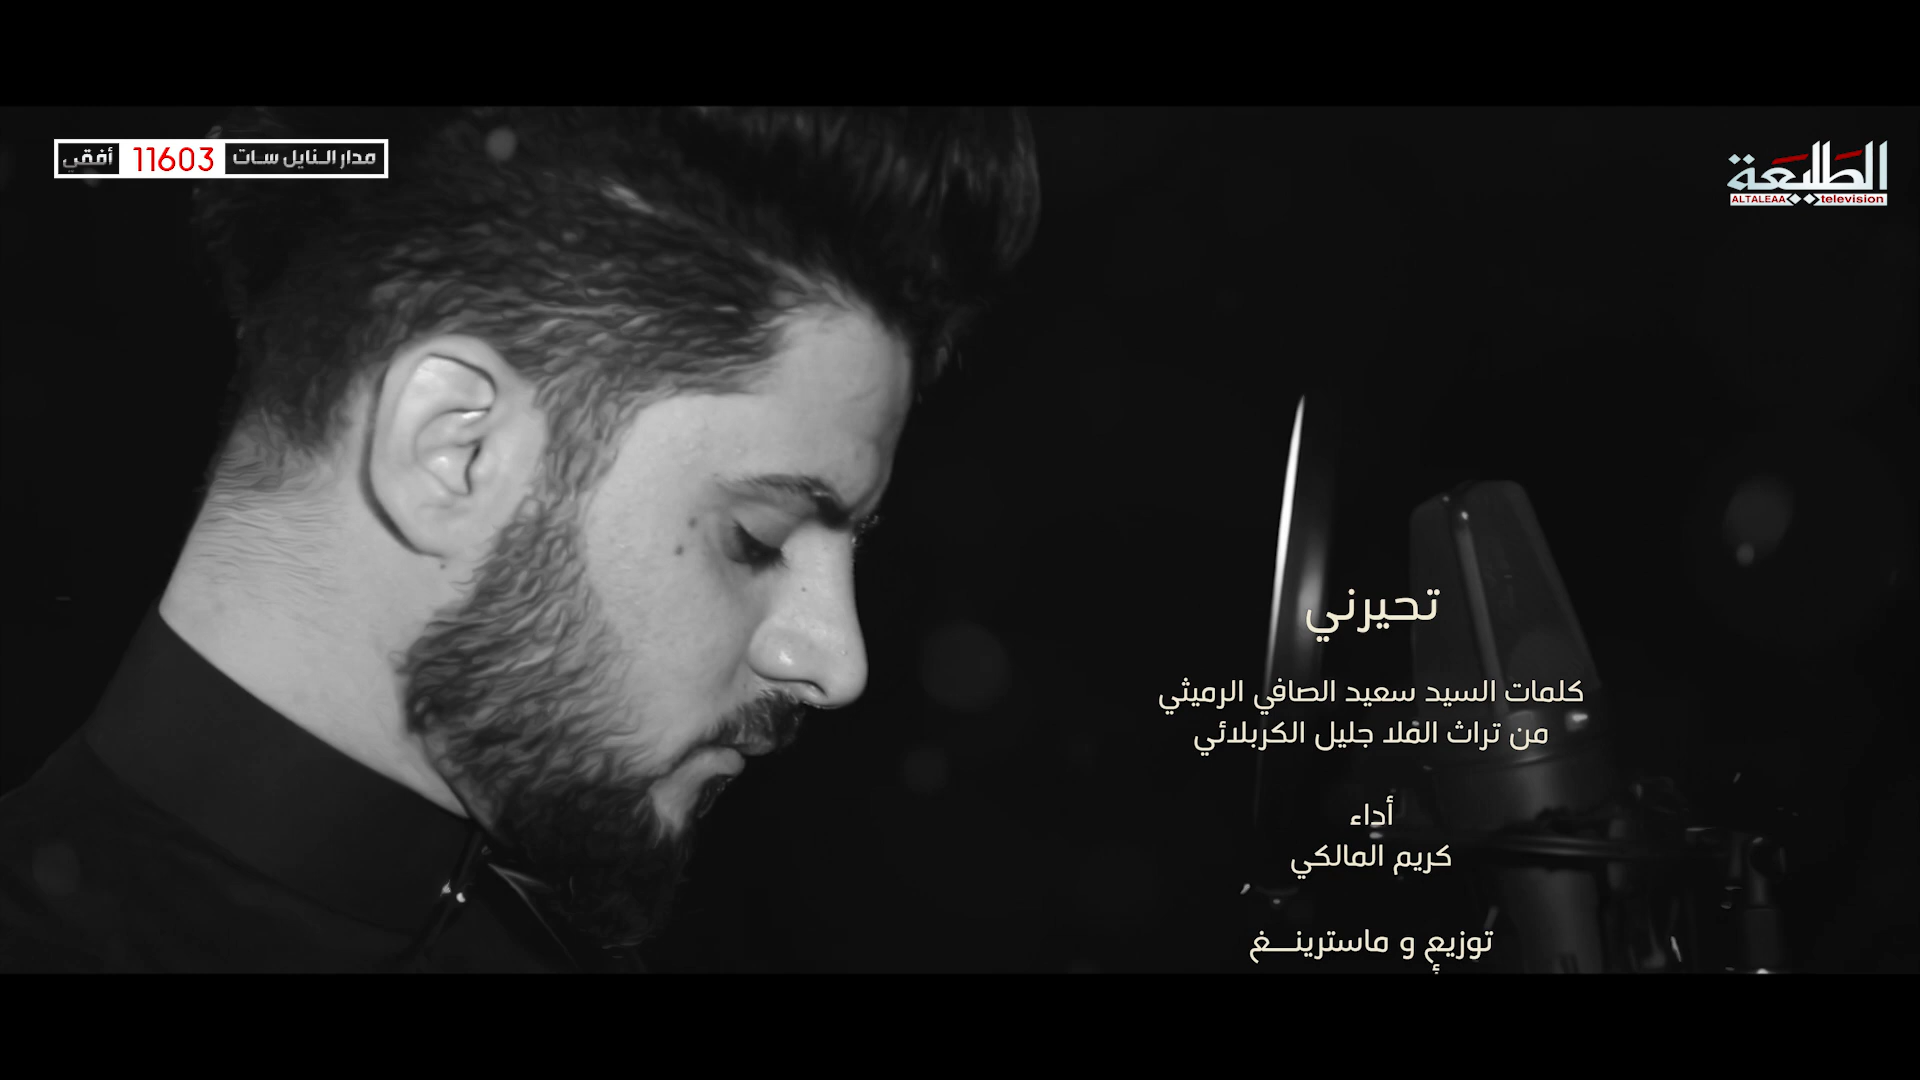 مدار النايل سات 11603 أفقي
الطليعة
ALTALEAA television
تحيرني
كلمات السيد سعيد الصافي الرميثي
من تراث الملا جليل الكربلائي
أداء
كريم المالكي
توزيع و ماسترينـــغ